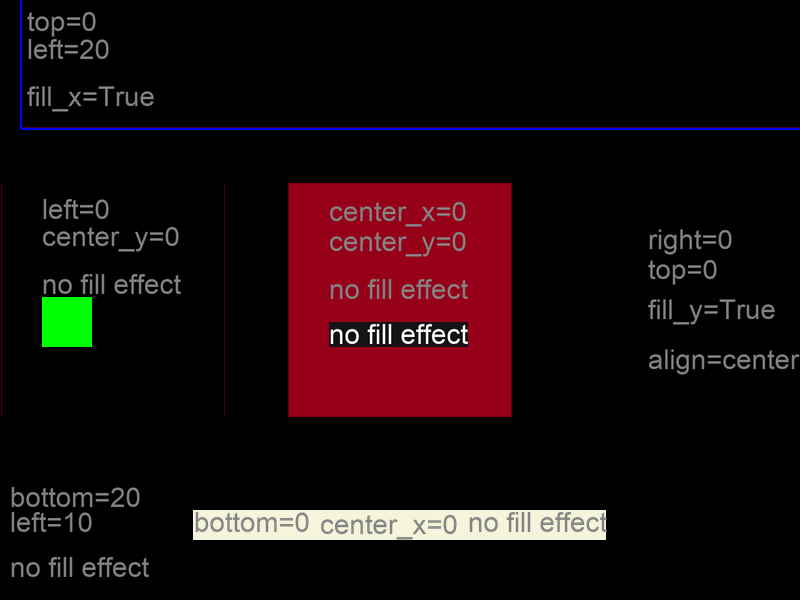 top=0
left=20
fill_x=True
left=0
center_y=0
no fill effect
center_x=0
center_y=0
no fill effect
no fill effect
right=0
top=0
fill_y=True
align=center
bottom=20
left=10
no fill effect
bottom=0 center_x=0 no fill effect